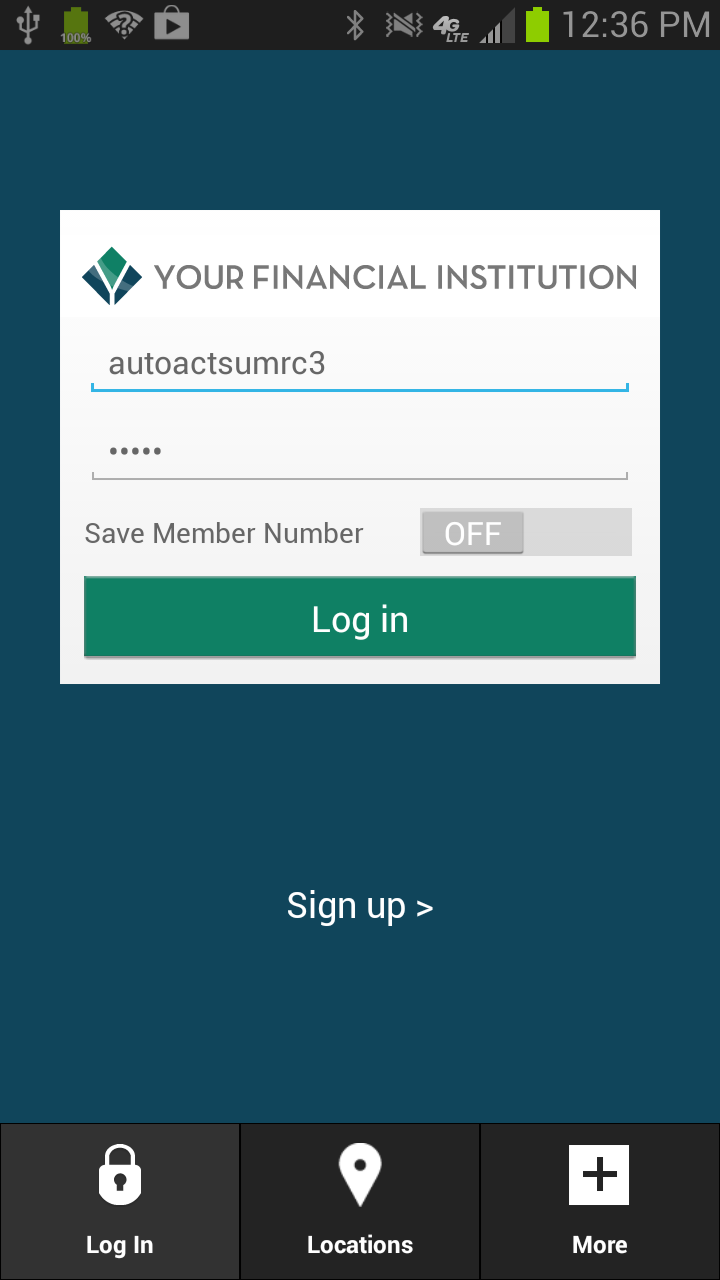 100% 4G LTE 12:36 PM
YOUR FINANCIAL INSTITUTION
autoactsumrc3
•••••
Save Member Number OFF
Log in
Sign up >
Log In Locations More